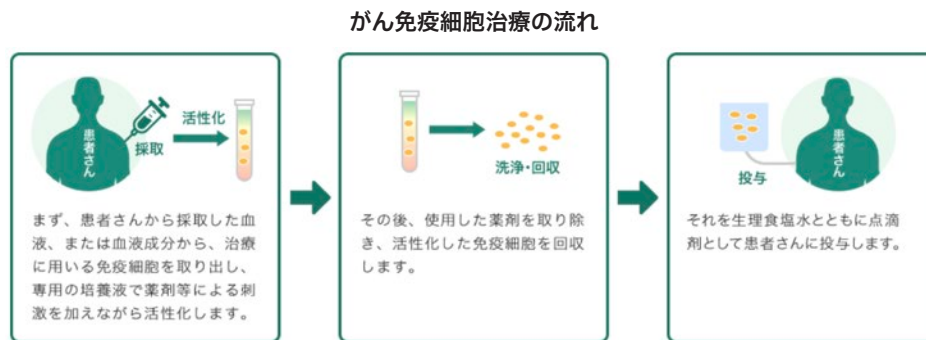 がん免疫細胞治療の流れ
患者さん
採取
活性化
まず、患者さんから採取した血
液、または血液成分から、治療
に用いる免疫細胞を取り出し、
専用の培養液で薬剤等による刺
激を加えながら活性化します。
洗浄・回収
その後、使用した薬剤を取り除
き、活性化した免疫細胞を回収
します。
投与
患者さん
それを生理食塩水とともに点滴
剤として患者さんに投与します。